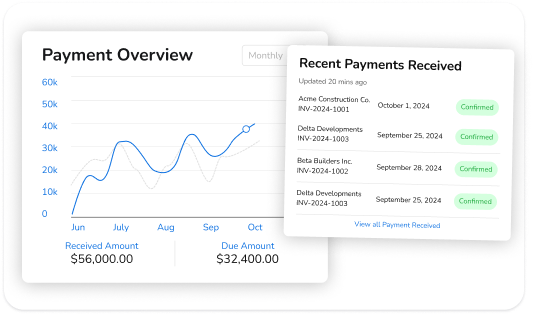 Payment Overview
Monthly
60k
50k
40k
30k
20k
10k
0
Jun
July
Aug
Sep
Oct
Received Amount
$56,000.00
Due Amount
$32,400.00
Recent Payments Received
Updated 20 mins ago
Acme Construction Co.
INV-2024-1001
October 1, 2024
Confirmed
Delta Developments
INV-2024-1003
September 25, 2024
Confirmed
Beta Builders Inc.
INV-2024-1002
September 28, 2024
Confirmed
Delta Developments
INV-2024-1003
September 25, 2024
Confirmed
View all Payment Received